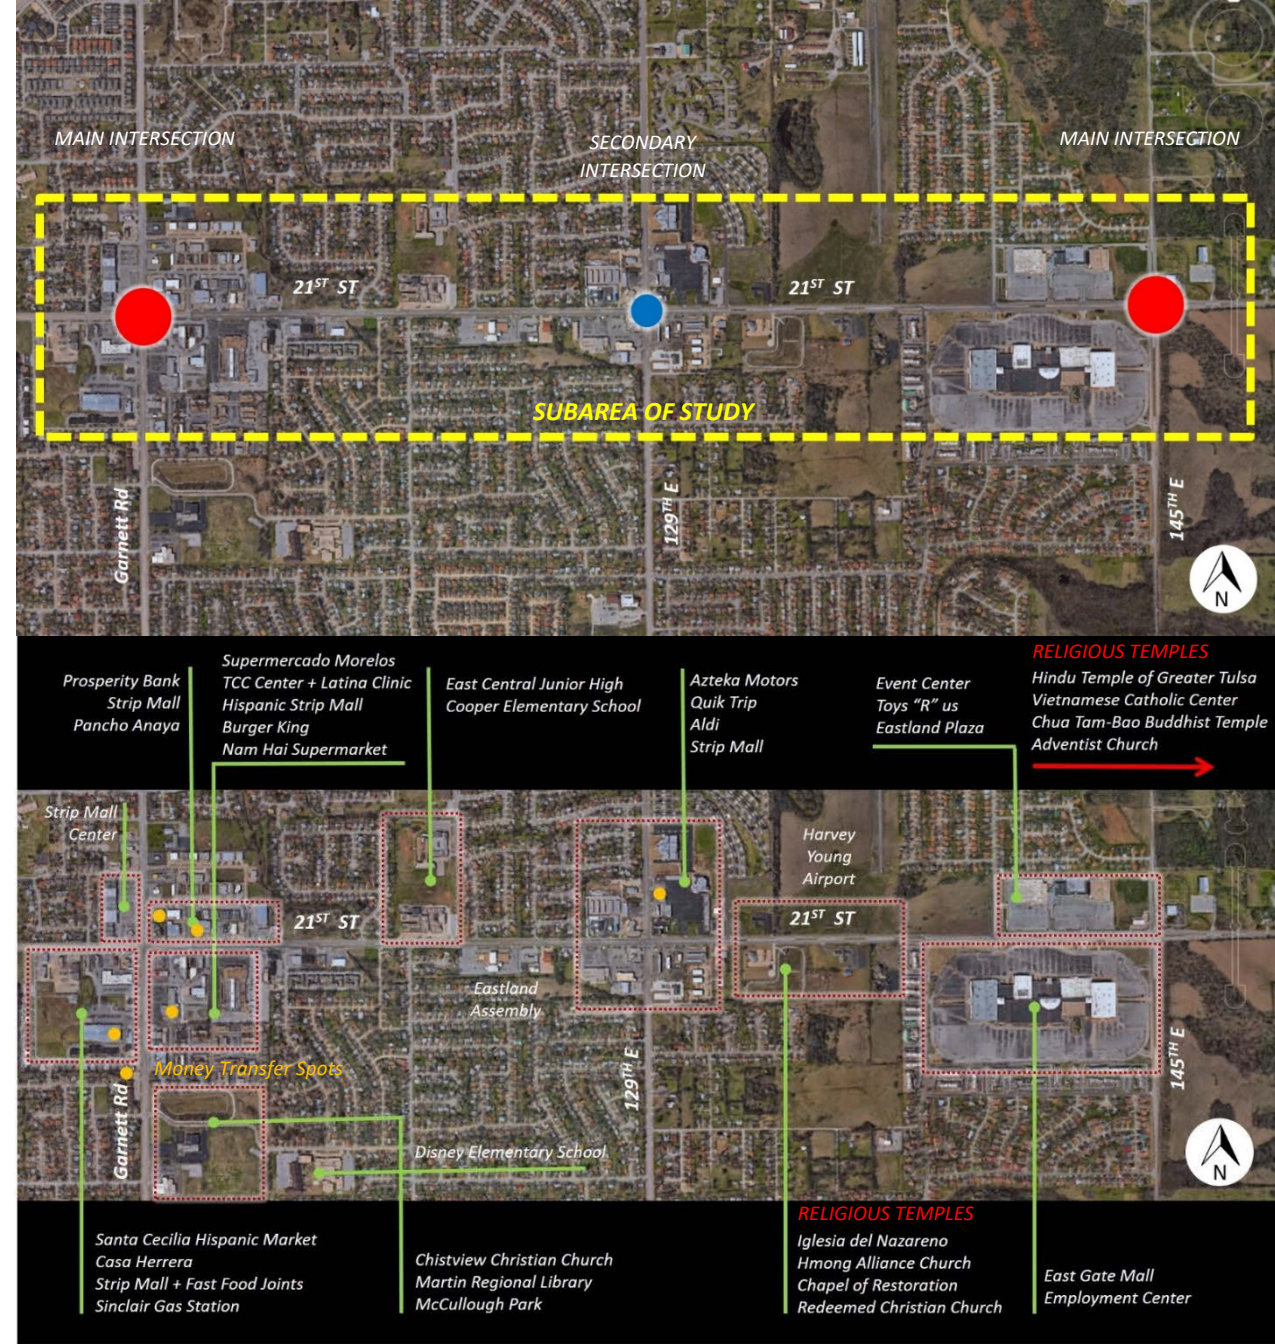 MAIN INTERSECTION
SECONDARY
INTERSECTION
MAIN INTERSECTION
21ST ST
21ST ST
SUBAREA OF STUDY
Garnett Rd
129TH E
145TH E
N
Prosperity Bank
Strip Mall
Pancho Anaya
Supermercado Morelos
TCC Center + Latina Clinic
Hispanic Strip Mall
Burger King
Nam Hai Supermarket
East Central Junior High
Cooper Elementary School
Azteka Motors
Quik Trip
Aldi
Strip Mall
Event Center
Toys “R” us
Eastland Plaza
RELIGIOUS TEMPLES
Hindu Temple of Greater Tulsa
Vietnamese Catholic Center
Chua Tam-Bao Buddhist Temple
Adventist Church
Strip Mall
Center
Harvey
Young
Airport
21ST ST
21ST ST
Eastland
Assembly
Money Transfer Spots
Garnett Rd
129TH E
145TH E
Disney Elementary School
N
Santa Cecilia Hispanic Market
Casa Herrera
Strip Mall + Fast Food Joints
Sinclair Gas Station
Chistview Christian Church
Martin Regional Library
McCullough Park
RELIGIOUS TEMPLES
Iglesia del Nazareno
Hmong Alliance Church
Chapel of Restoration
Redeemed Christian Church
East Gate Mall
Employment Center